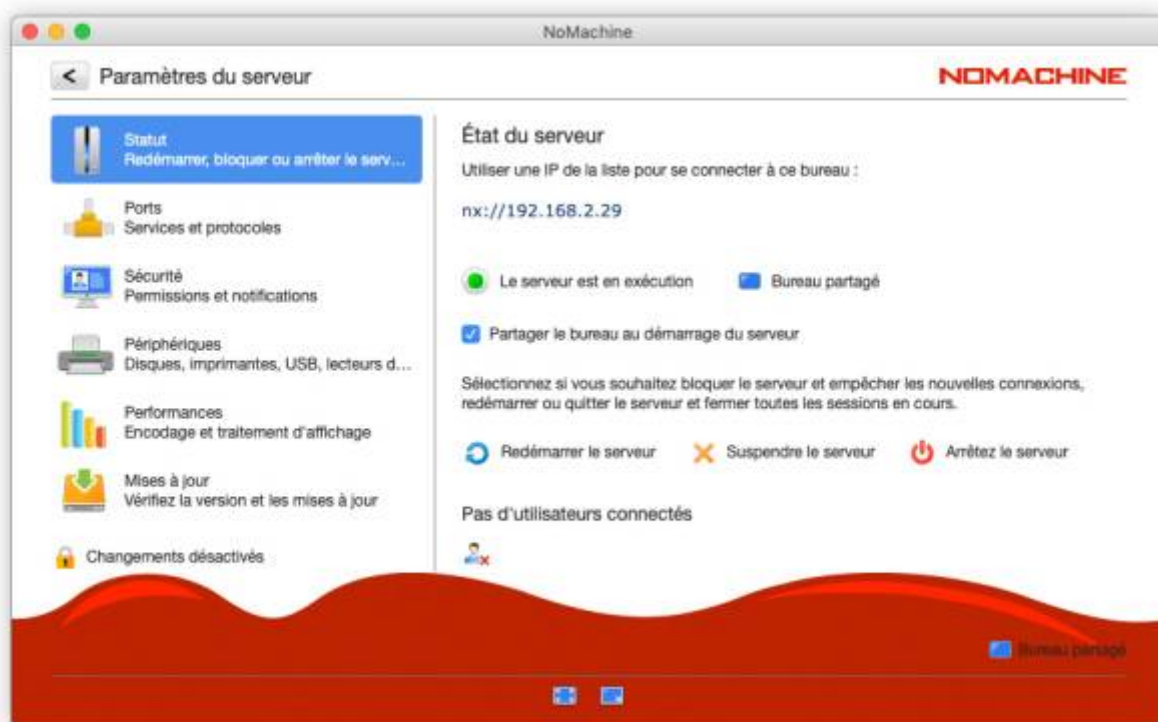 NoMachine
< Paramètres du serveur
NOMACHINE
Statut
Redémarrer, bloquer ou arrêter le serv...
Ports
Services et protocoles
Sécurité
Permissions et notifications
Périphériques
Disques, imprimantes, USB, lecteurs d...
Performances
Encodage et traitement d'affichage
Mises à jour
Vérifiez la version et les mises à jour
Changements désactivés
État du serveur
Utiliser une IP de la liste pour se connecter à ce bureau :
nx://192.168.2.29
Le serveur est en exécution
Bureau partagé
Partager le bureau au démarrage du serveur
Sélectionnez si vous souhaitez bloquer le serveur et empêcher les nouvelles connexions,
redémarrer ou quitter le serveur et fermer toutes les sessions en cours.
Redémarrer le serveur
Suspendre le serveur
Arrêtez le serveur
Pas d'utilisateurs connectés
Bureau partagé